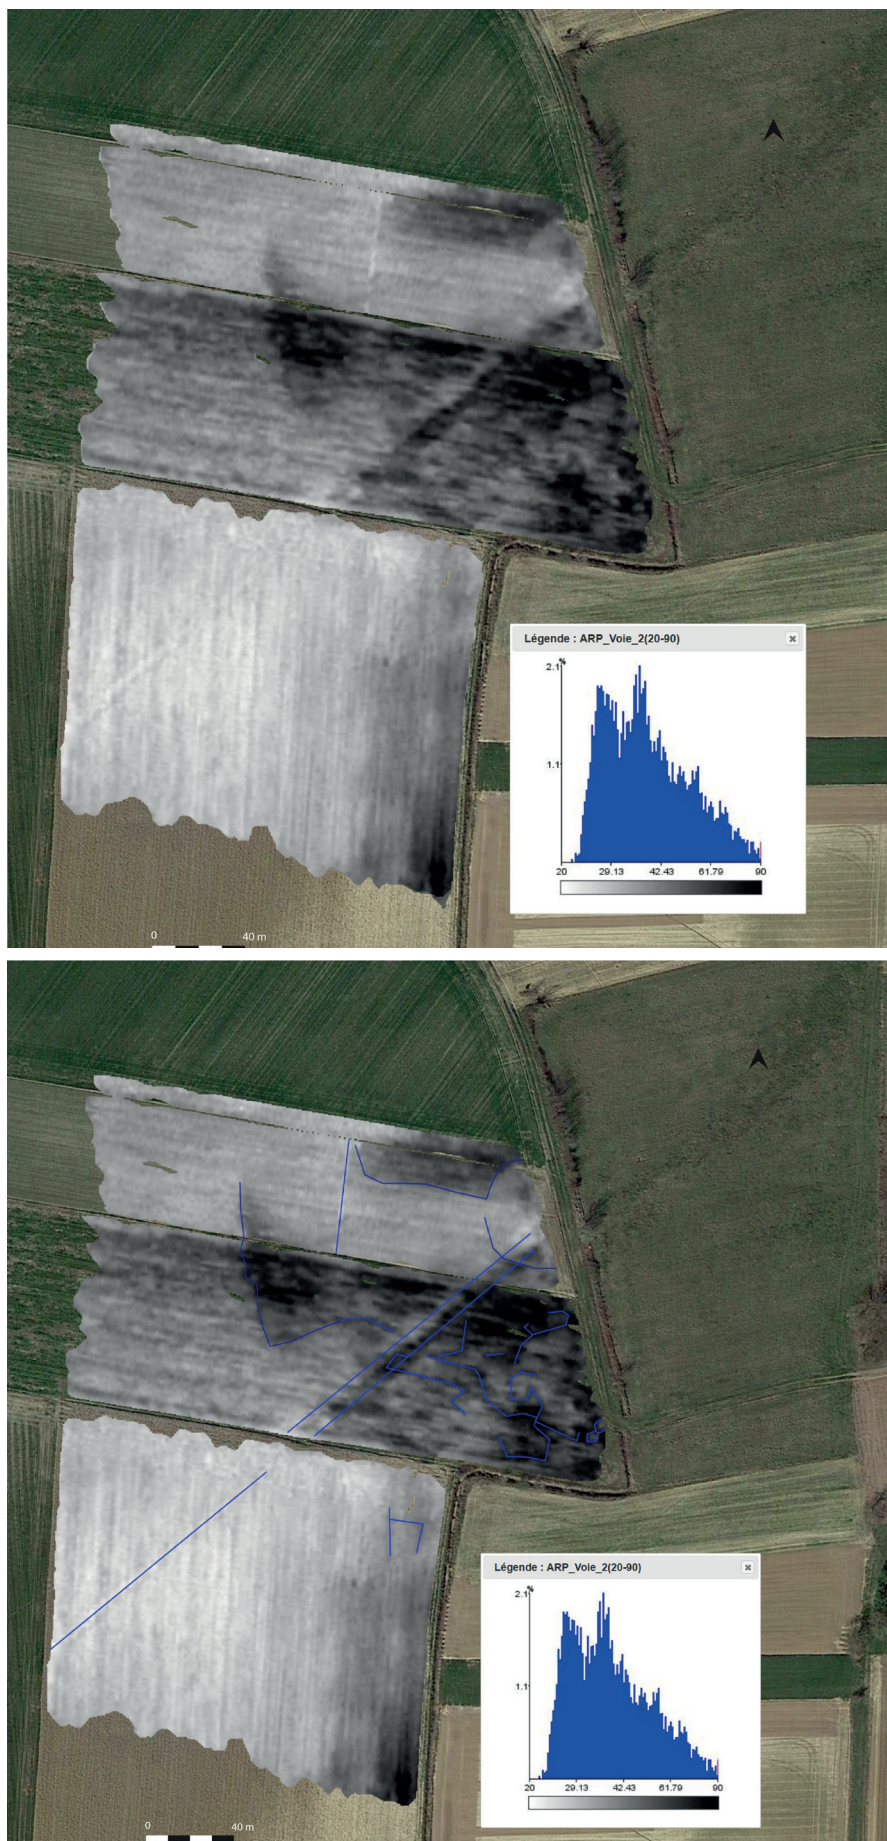 Légende : ARP_Voie_2(20-90)
%
2.1
1.1
20 29.13 42.43 61.79 90
0 40 m
Légende : ARP_Voie_2(20-90)
%
2.1
1.1
20 29.13 42.43 61.79 90
0 40 m